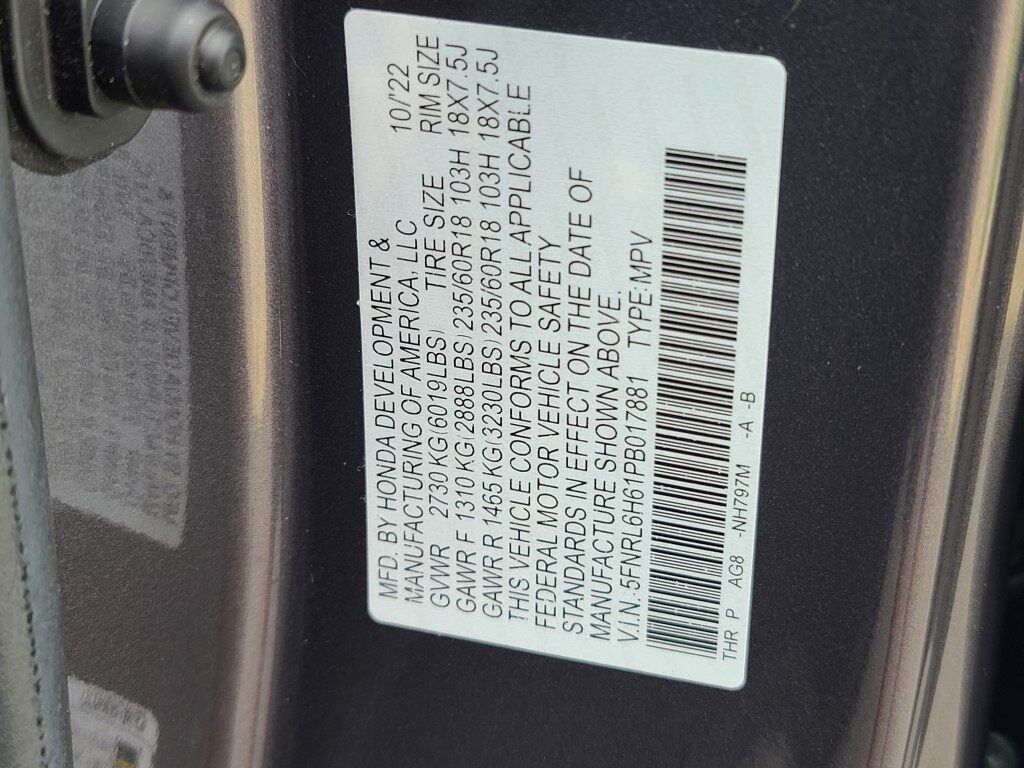 MFD. BY HONDA DEVELOPMENT &
MANUFACTURING OF AMERICA, LLC 10/'22
GVWR 2730 KG(6019LBS) TIRE SIZE RIM SIZE
GAWR F 1310 KG(2888LBS) 235/60R18 103H 18X7.5J
GAWR R 1465 KG(3230LBS) 235/60R18 103H 18X7.5J
THIS VEHICLE CONFORMS TO ALL APPLICABLE
FEDERAL MOTOR VEHICLE SAFETY
STANDARDS IN EFFECT ON THE DATE OF
MANUFACTURE SHOWN ABOVE.
V.I.N.:5FNRL6H61PB017881 TYPE:MPV
THR P AG8 -NH797M -A -B